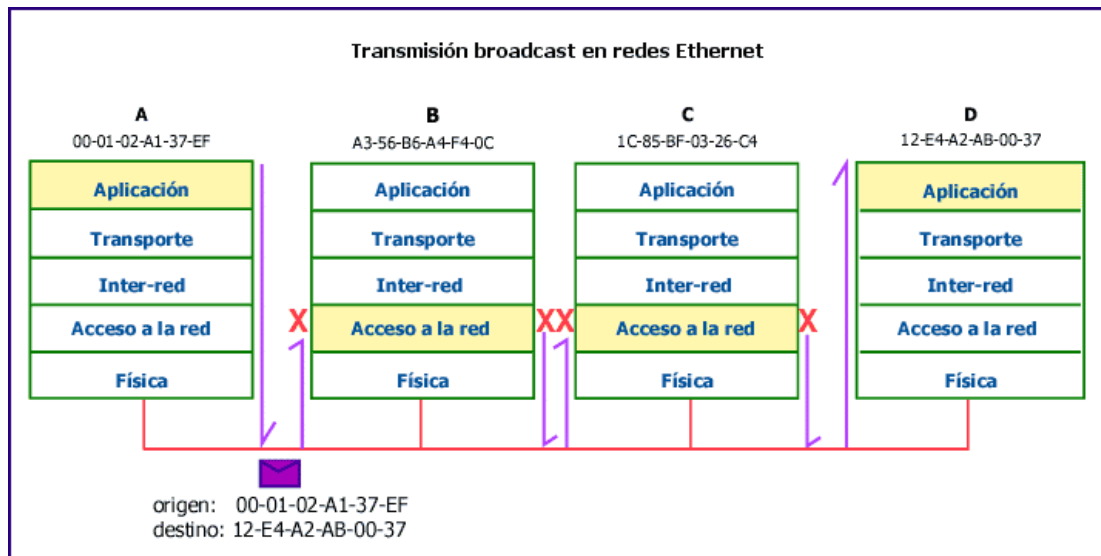 Transmisión broadcast en redes Ethernet
A B C D
00-01-02-A1-37-EF A3-56-B6-A4-F4-0C 1C-85-BF-03-26-C4 12-E4-A2-AB-00-37
Aplicación Aplicación Aplicación Aplicación
Transporte Transporte Transporte Transporte
Inter-red Inter-red Inter-red Inter-red
X XX X
Acceso a la red Acceso a la red Acceso a la red Acceso a la red
Física Física Física Física
origen: 00-01-02-A1-37-EF
destino: 12-E4-A2-AB-00-37